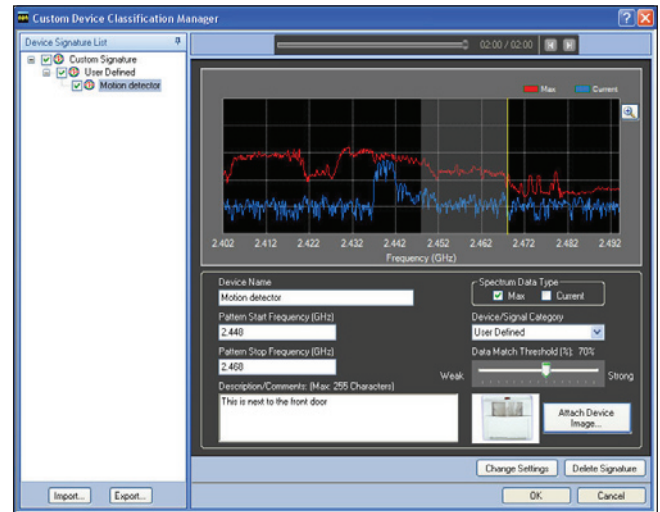 Custom Device Classification Manager
Device Signature List
Custom Signature
User Defined
Motion detector
02:00 / 02:00
Max Current
2.402 2.412 2.422 2.432 2.442 2.452 2.462 2.472 2.482 2.492
Frequency (GHz)
Device Name
Motion detector
Pattern Start Frequency (GHz)
2.448
Pattern Stop Frequency (GHz)
2.468
Description/Comments: (Max: 255 Characters)
This is next to the front door
Spectrum Data Type
Max Current
Device/Signal Category
User Defined
Data Match Threshold (%): 70%
Weak Strong
Attach Device
Image...
Change Settings Delete Signature
Import... Export... OK Cancel